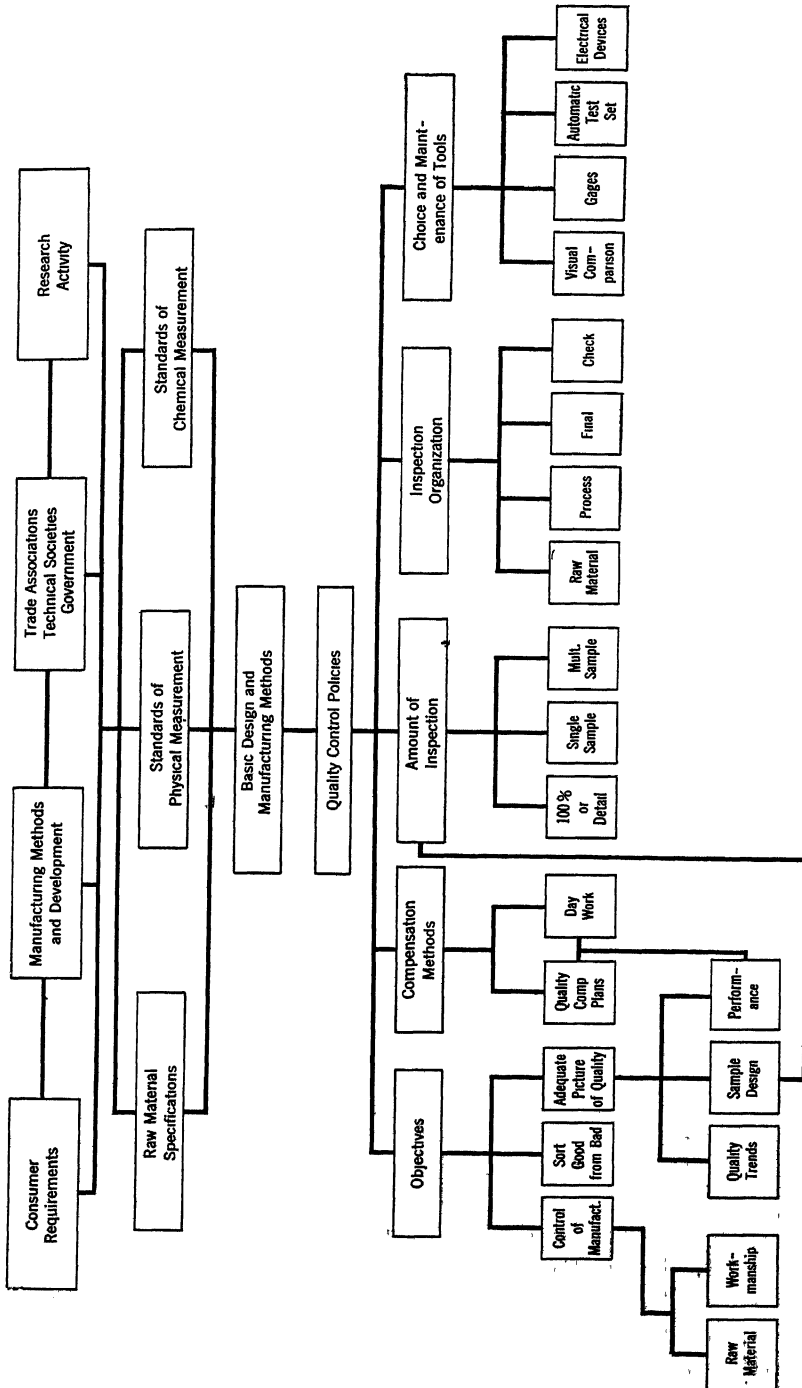 Consumer
Requirements
Manufacturing Methods
and Development
Trade Associations
Technical Societies
Government
Research
Activity
Raw Material
Specifications
Standards of
Physical Measurement
Standards of
Chemical Measurement
Basic Design and
Manufacturing Methods
Quality Control Policies
Objectives
Compensation
Methods
Amount of
Inspection
Inspection
Organization
Choice and Maint-
enance of Tools
Control
of
Manufact.
Sort
Good
from Bad
Adequate
Picture
of Quality
Quality
Comp
Plans
Day
Work
100%
or
Detail
Single
Sample
Mult.
Sample
Raw
Material
Process
Final
Check
Visual
Com-
parison
Gages
Automatic
Test
Set
Electrical
Devices
Raw
Material
Work-
manship
Quality
Trends
Sample
Design
Perform-
ance